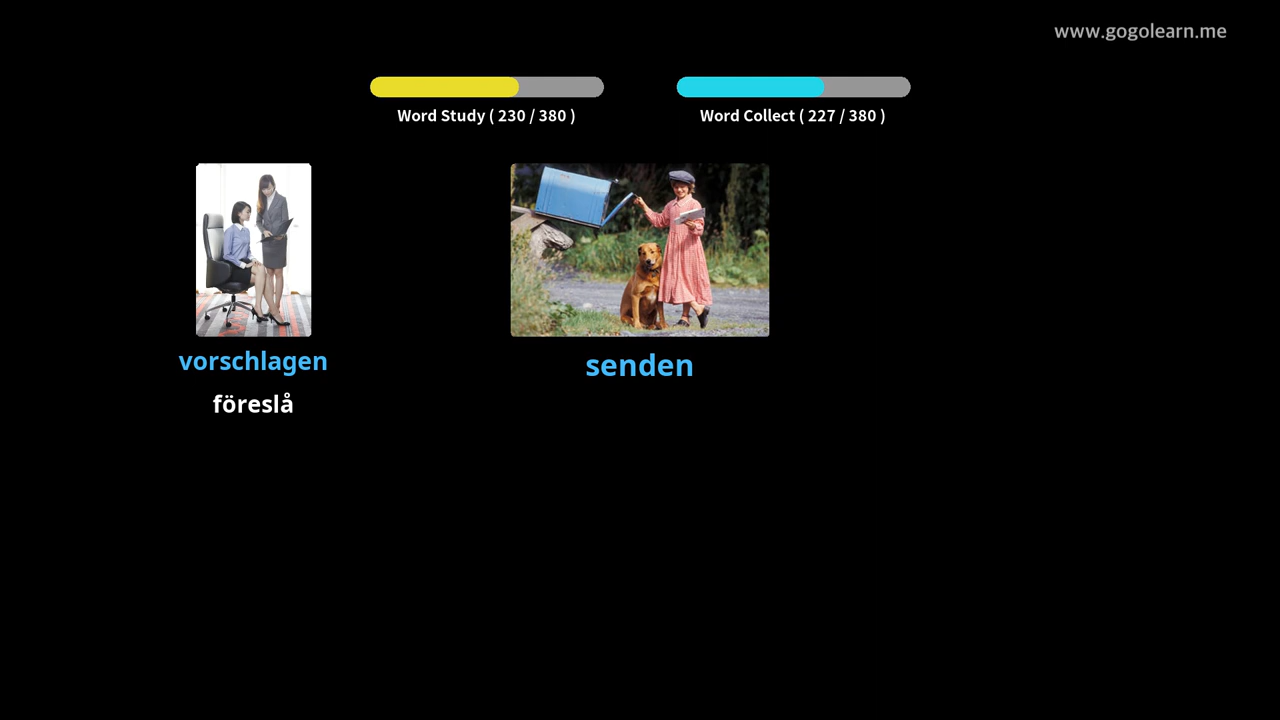 www.gogolearn.me
Word Study ( 230 / 380 )
Word Collect ( 227 / 380 )
vorschlagen
senden
föreslå